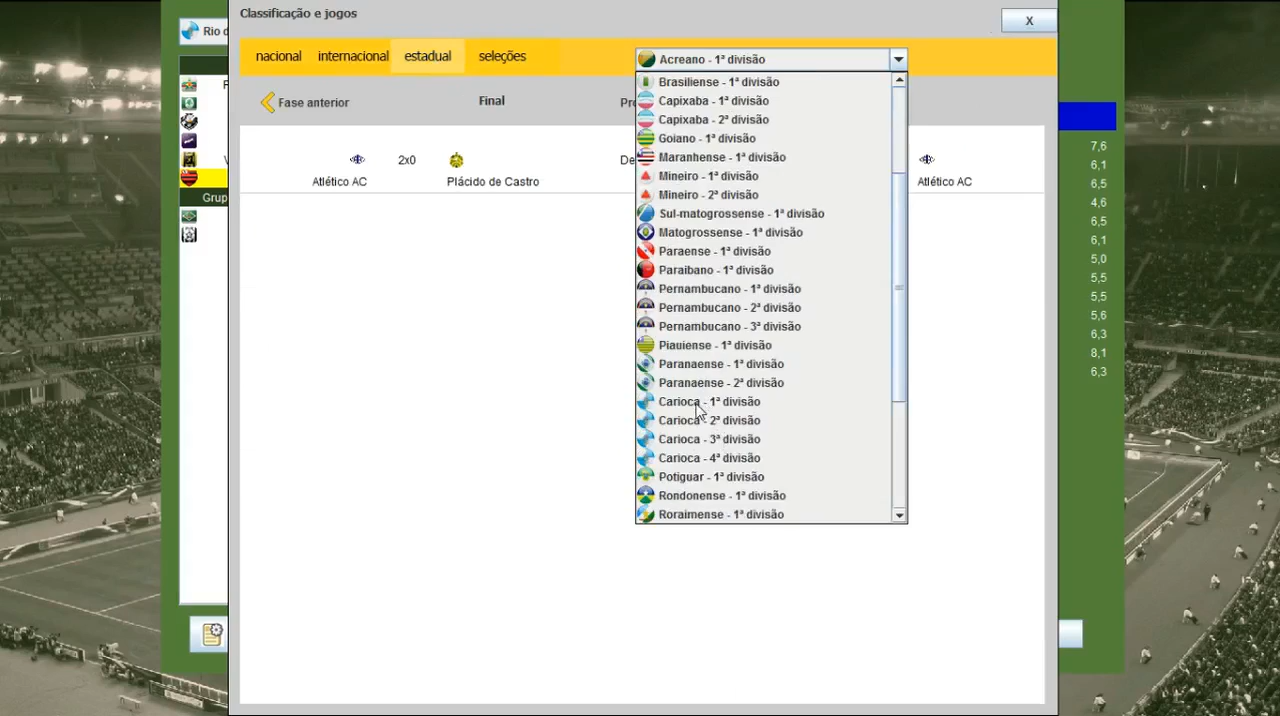 Classificação e jogos
X
Rio d
nacional internacional estadual seleções
Acreano - 1ª divisão
Fase anterior
Final
Pr
Brasiliense - 1ª divisão
Capixaba - 1ª divisão
Capixaba - 2ª divisão
Goiano - 1ª divisão
Maranhense - 1ª divisão
Mineiro - 1ª divisão
Mineiro - 2ª divisão
Sul-matogrossense - 1ª divisão
Matogrossense - 1ª divisão
Paraense - 1ª divisão
Paraibano - 1ª divisão
Pernambucano - 1ª divisão
Pernambucano - 2ª divisão
Pernambucano - 3ª divisão
Piauiense - 1ª divisão
Paranaense - 1ª divisão
Paranaense - 2ª divisão
Carioca - 1ª divisão
Carioca - 2ª divisão
Carioca - 3ª divisão
Carioca - 4ª divisão
Potiguar - 1ª divisão
Rondonense - 1ª divisão
Roraimense - 1ª divisão
2x0
De
Atlético AC
Plácido de Castro
Atlético AC
Grup
7,6
6,1
6,5
4,6
6,5
6,1
5,0
5,5
5,5
5,6
6,3
8,1
6,3